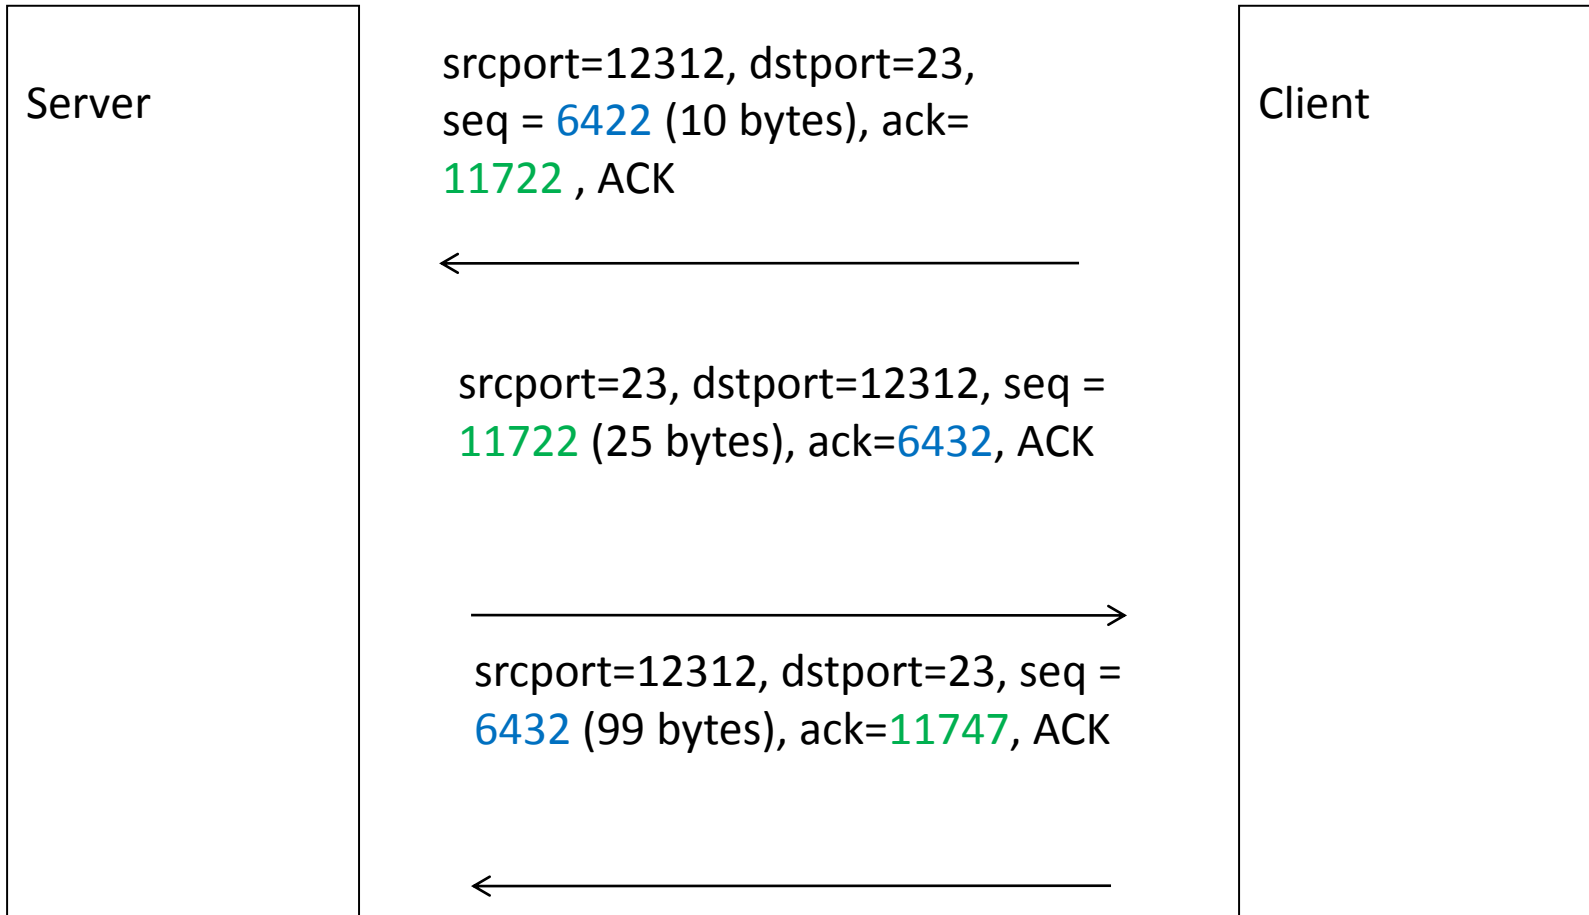 Server
srcport=12312, dstport=23,
seq = 6422 (10 bytes), ack=
11722 , ACK
Client
srcport=23, dstport=12312, seq =
11722 (25 bytes), ack=6432, ACK
srcport=12312, dstport=23, seq =
6432 (99 bytes), ack=11747, ACK